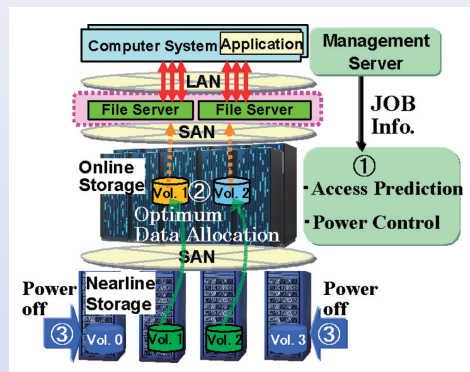 Computer System
Application
Management
Server
LAN
File Server
File Server
SAN
JOB
Info.
Online
Storage
Vol. 1
②
Vol. 2
Optimum
Data Allocation
①
· Access Prediction
· Power Control
SAN
Power
off
Nearline
Storage
Power
off
③
Vol. 0
Vol. 1
Vol. 2
Vol. 3
③